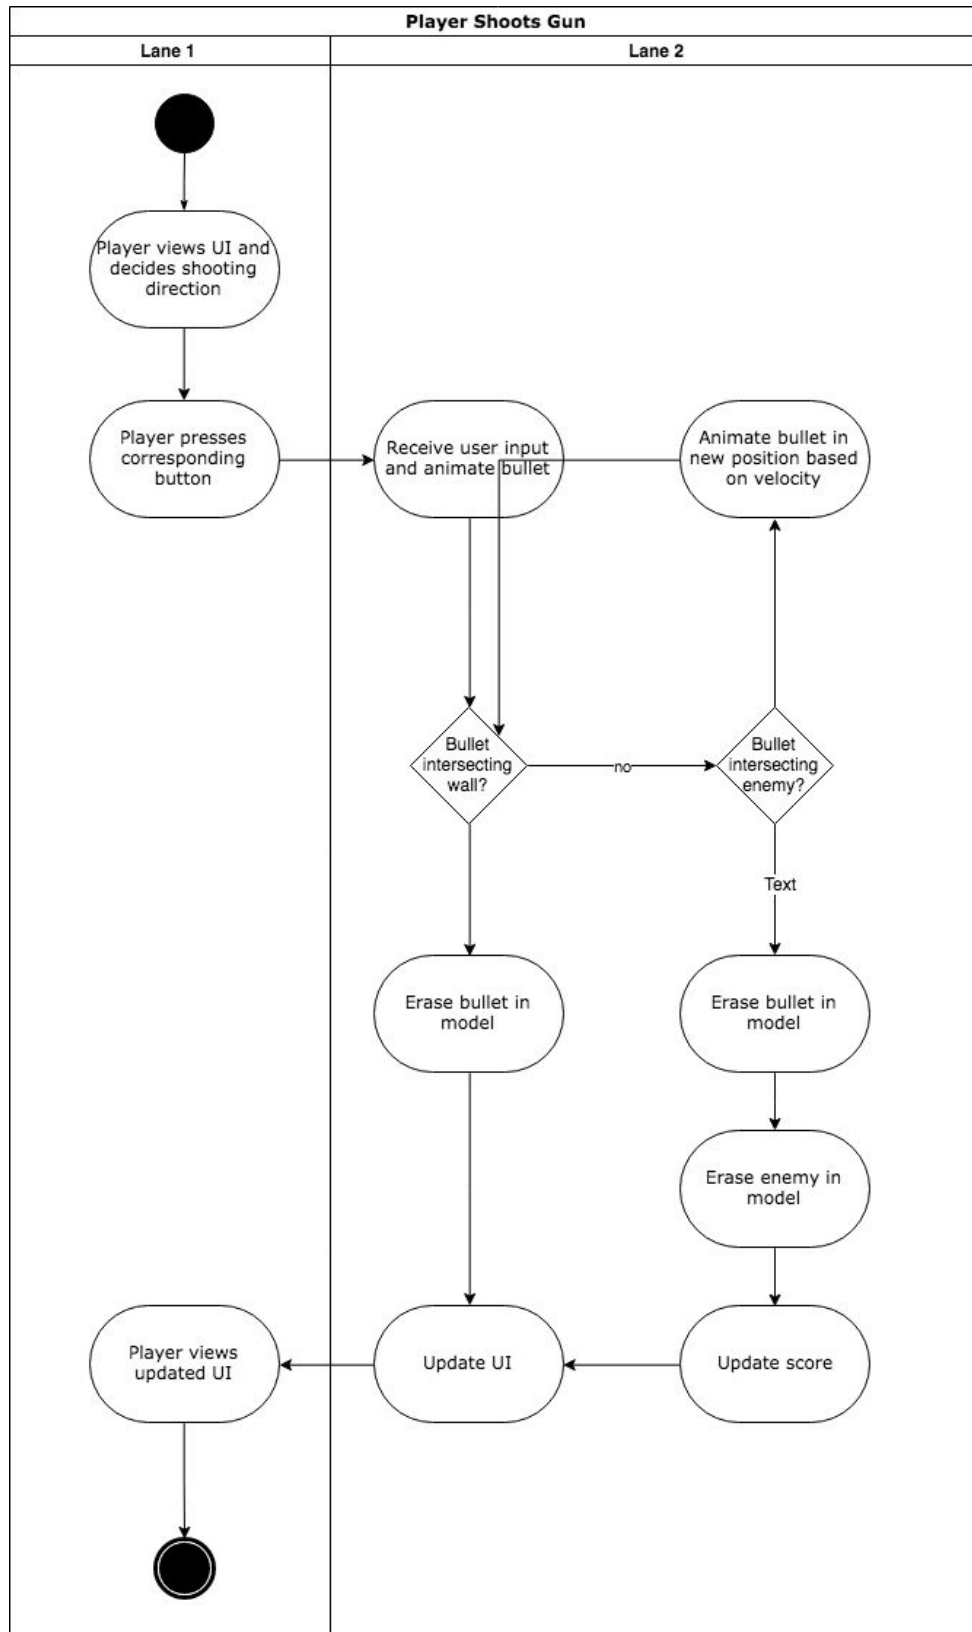 Player Shoots Gun
Lane 1
Lane 2
Player views UI and
decides shooting
direction
Player presses
corresponding
button
Receive user input
and animate bullet
Animate bullet in
new position based
on velocity
Bullet
intersecting
wall?
no
Bullet
intersecting
enemy?
Text
Erase bullet in
model
Erase bullet in
model
Erase enemy in
model
Player views
updated UI
Update UI
Update score